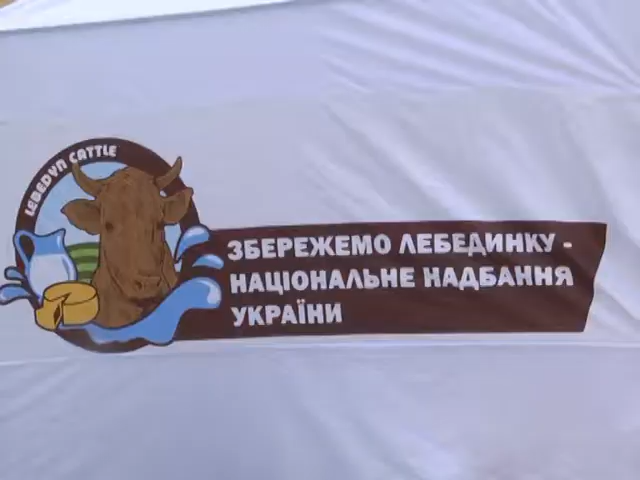 LEBEDYN CATTLE
ЗБЕРЕЖЕМО ЛЕБЕДИНКУ -
НАЦІОНАЛЬНЕ НАДБАННЯ
УКРАЇНИ